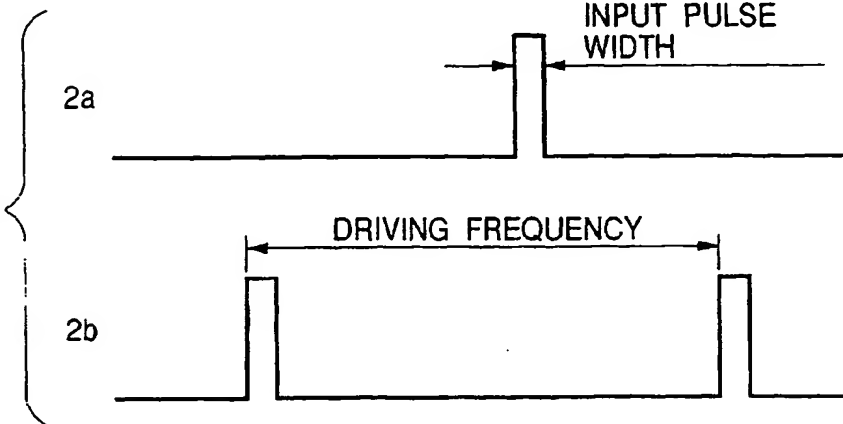 INPUT PULSE
WIDTH
2a
DRIVING FREQUENCY
2b